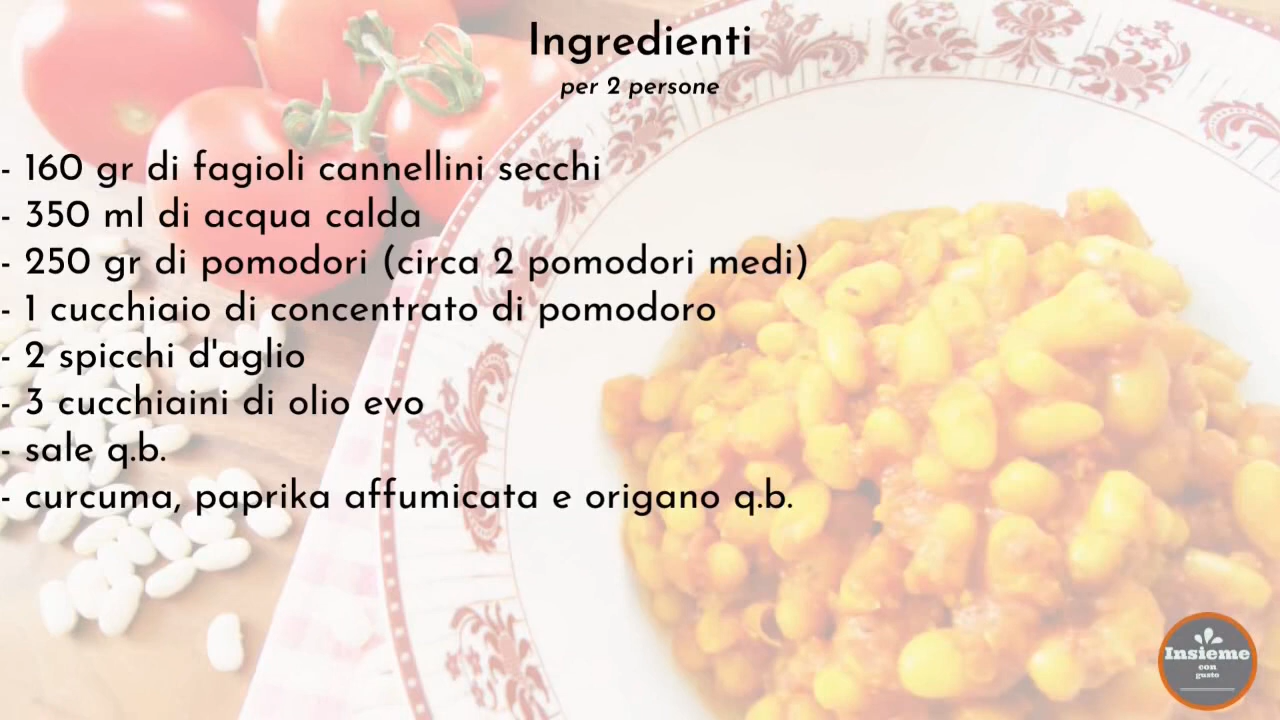 Ingredienti
per 2 persone
- 160 gr di fagioli cannellini secchi
- 350 ml di acqua calda
- 250 gr di pomodori (circa 2 pomodori medi)
- 1 cucchiaio di concentrato di pomodoro
- 2 spicchi d'aglio
- 3 cucchiaini di olio evo
- sale q.b.
- curcuma, paprika affumicata e origano q.b.
Insieme
con
gusto